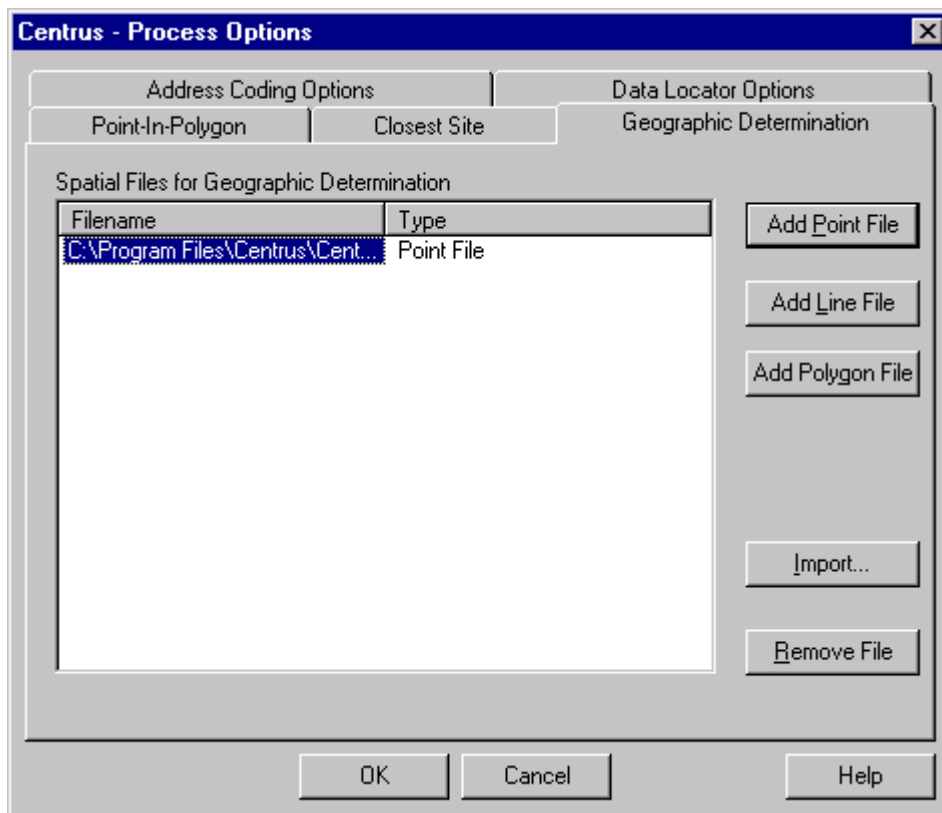 Centrus - Process Options
Address Coding Options
Data Locator Options
Point-In-Polygon
Closest Site
Geographic Determination
Spatial Files for Geographic Determination
Filename Type
C:\Program Files\Centrus\Cent... Point File
Add Point File
Add Line File
Add Polygon File
Import...
Remove File
OK
Cancel
Help